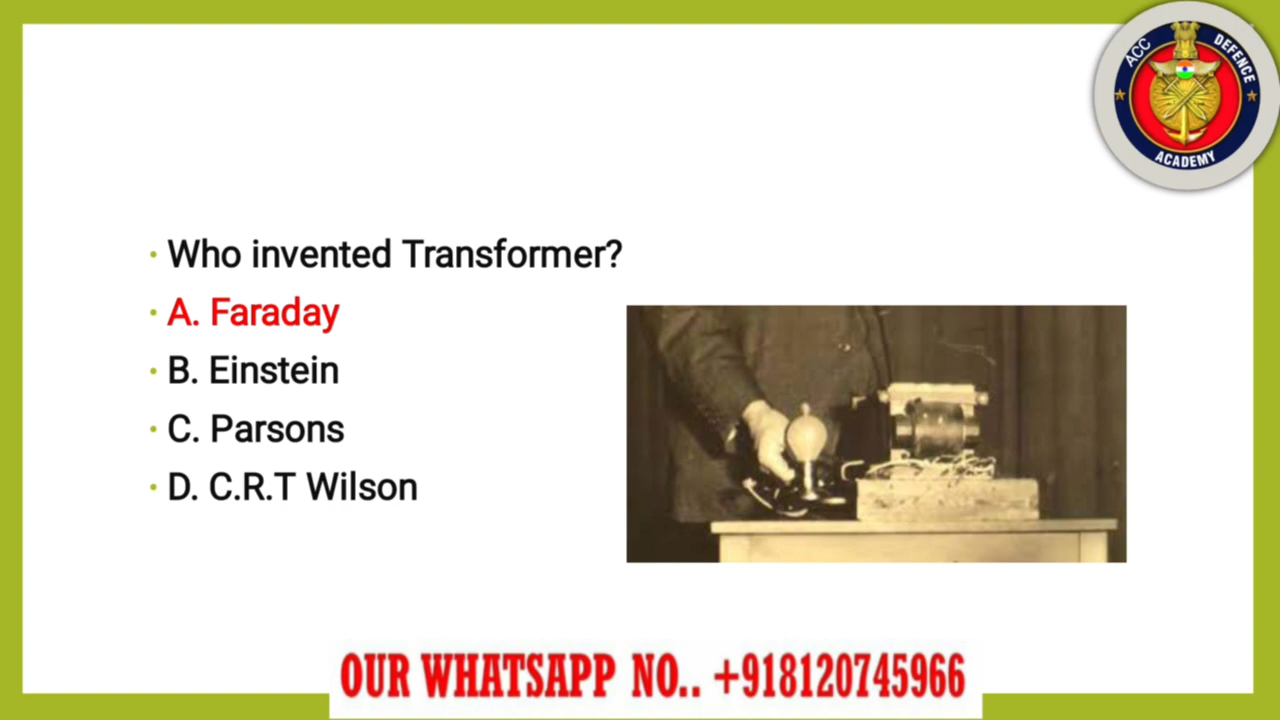 ACC DEFENCE
ACADEMY
• Who invented Transformer?
• A. Faraday
• B. Einstein
• C. Parsons
• D. C.R.T Wilson
OUR WHATSAPP NO.. +918120745966